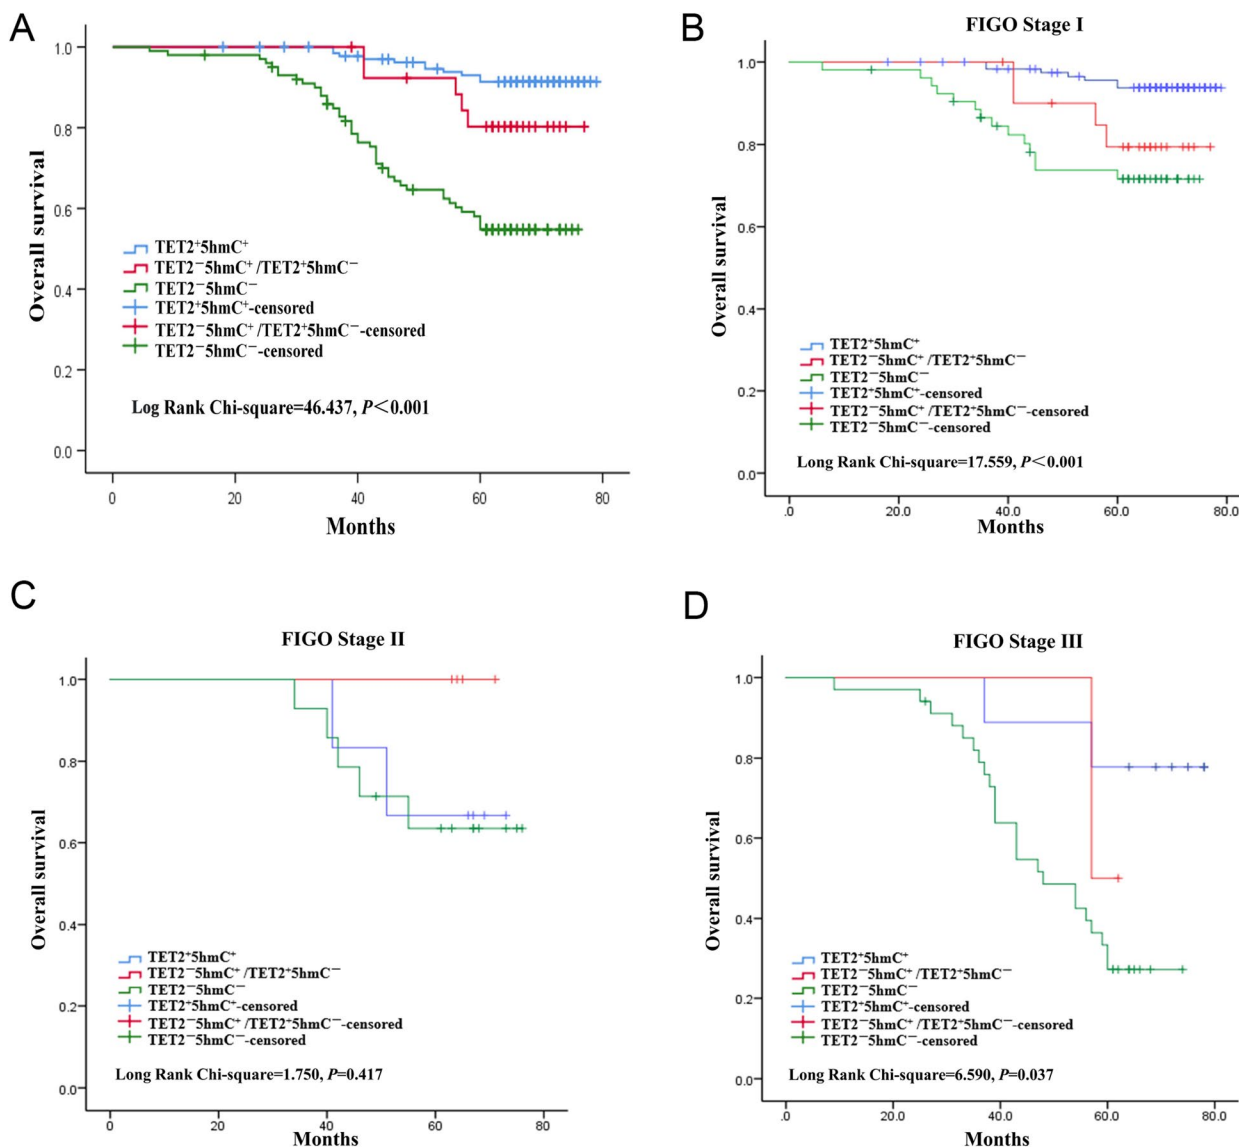 A
1.0
0.8
0.6
0.4
0.2
0.0
Overall survival
TET2⁺5hmC⁺
TET2⁻5hmC⁺ /TET2⁺5hmC⁻
TET2⁻5hmC⁻
TET2⁺5hmC⁺-censored
TET2⁻5hmC⁺ /TET2⁺5hmC⁻-censored
TET2⁻5hmC⁻-censored
Log Rank Chi-square=46.437, P<0.001
0 20 40 60 80
Months
B
FIGO Stage I
1.0
0.8
0.6
0.4
0.2
0.0
Overall survival
TET2⁺5hmC⁺
TET2⁻5hmC⁺ /TET2⁺5hmC⁻
TET2⁻5hmC⁻
TET2⁺5hmC⁺-censored
TET2⁻5hmC⁺ /TET2⁺5hmC⁻-censored
TET2⁻5hmC⁻-censored
Long Rank Chi-square=17.559, P<0.001
.0 20.0 40.0 60.0 80.0
Months
C
FIGO Stage II
1.0
0.8
0.6
0.4
0.2
0.0
Overall survival
TET2⁺5hmC⁺
TET2⁻5hmC⁺ /TET2⁺5hmC⁻
TET2⁻5hmC⁻
TET2⁺5hmC⁺-censored
TET2⁻5hmC⁺ /TET2⁺5hmC⁻-censored
TET2⁻5hmC⁻-censored
Long Rank Chi-square=1.750, P=0.417
0 20 40 60 80
Months
D
FIGO Stage III
1.0
0.8
0.6
0.4
0.2
0.0
Overall survival
TET2⁺5hmC⁺
TET2⁻5hmC⁺ /TET2⁺5hmC⁻
TET2⁻5hmC⁻
TET2⁺5hmC⁺-censored
TET2⁻5hmC⁺ /TET2⁺5hmC⁻-censored
TET2⁻5hmC⁻-censored
Long Rank Chi-square=6.590, P=0.037
.0 20.0 40.0 60.0 80.0
Months